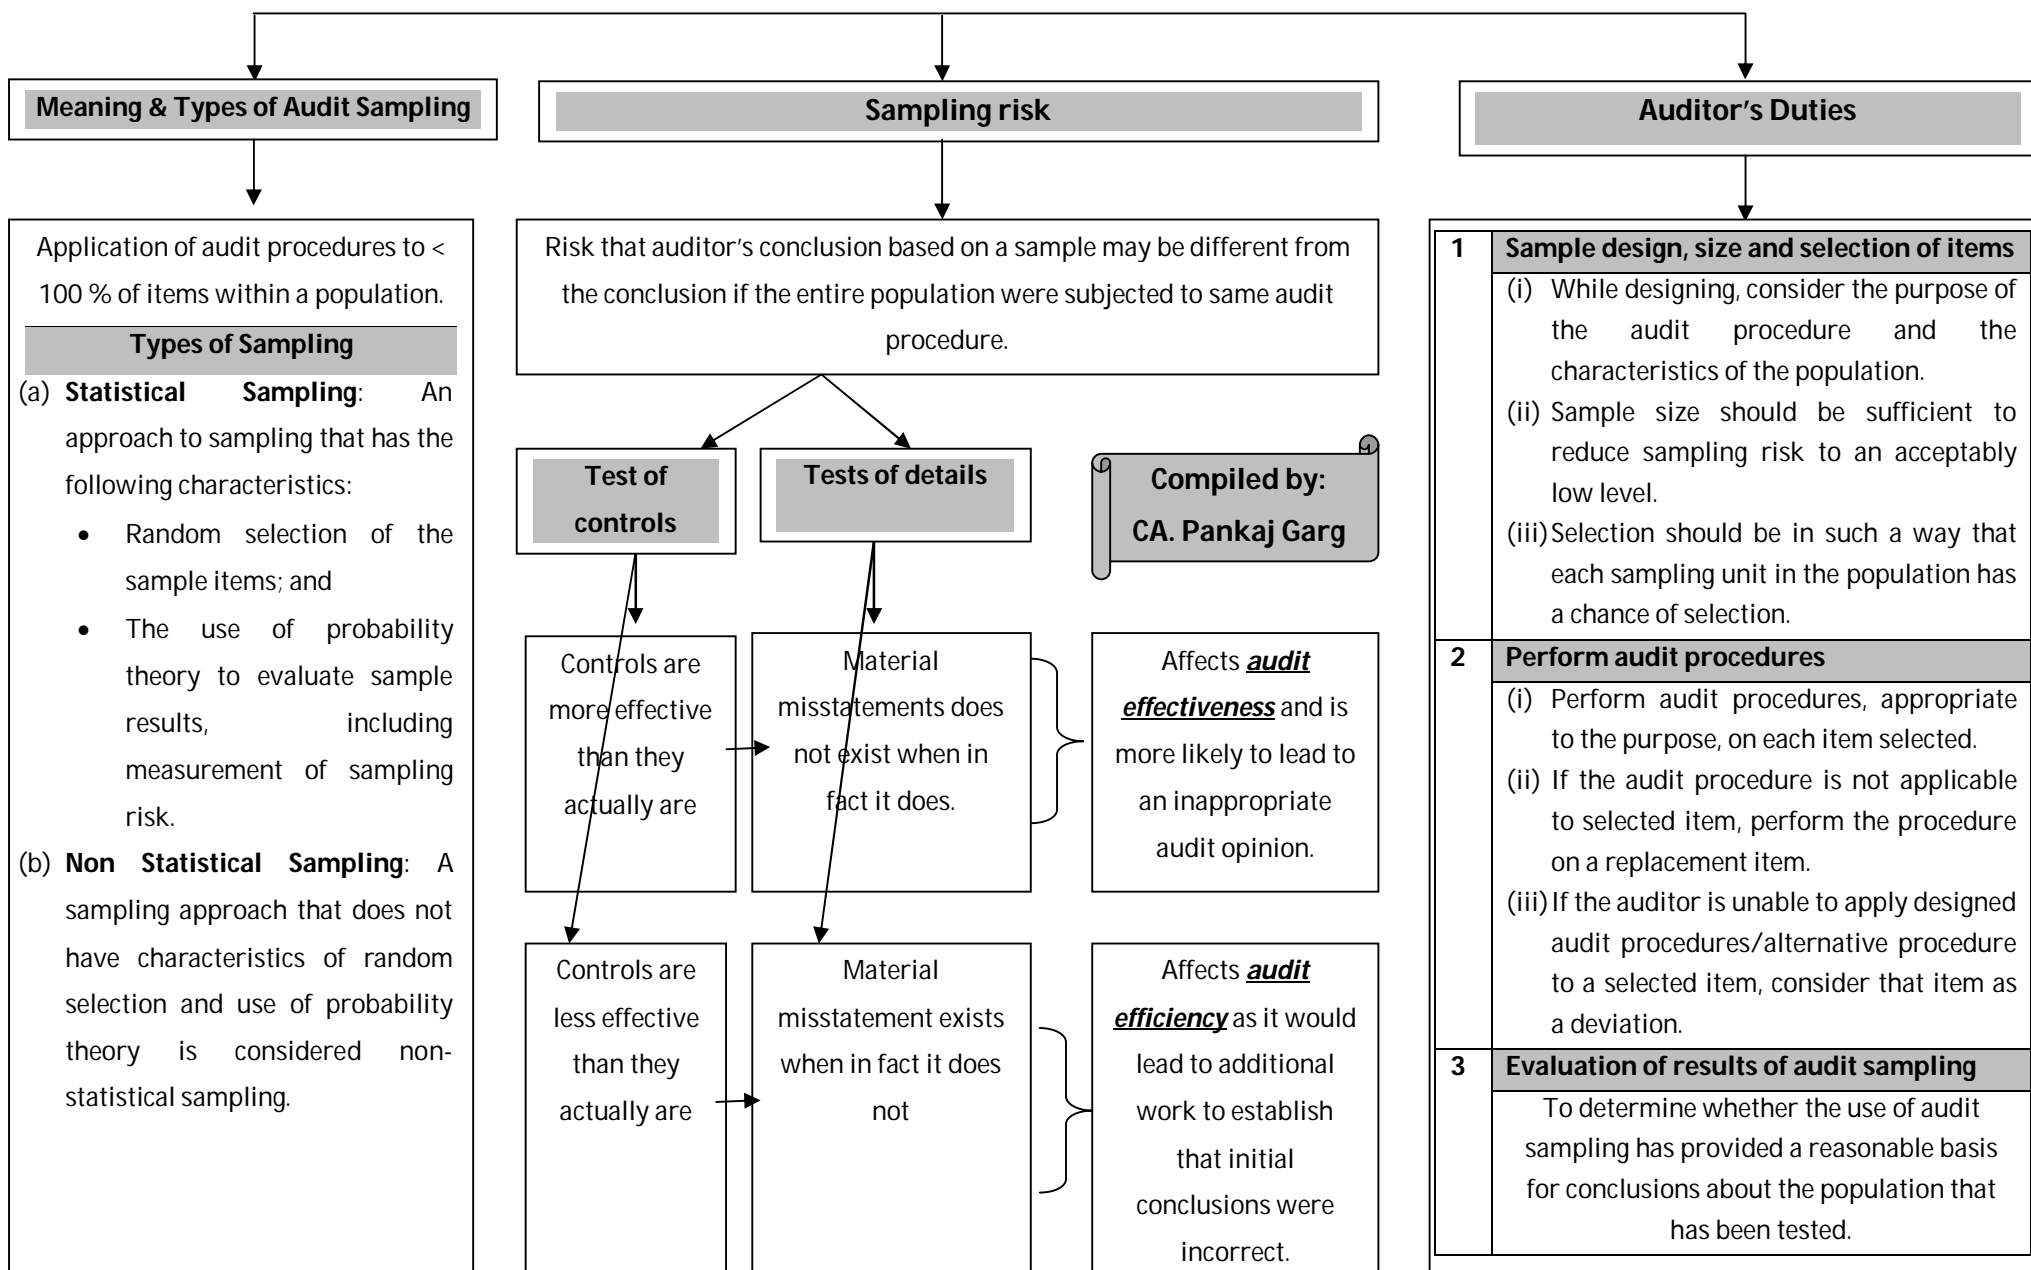 Meaning & Types of Audit Sampling
Application of audit procedures to <
100 % of items within a population.
Types of Sampling
(a) Statistical Sampling: An
approach to sampling that has the
following characteristics:
• Random selection of the
sample items; and
• The use of probability
theory to evaluate sample
results, including
measurement of sampling
risk.
(b) Non Statistical Sampling: A
sampling approach that does not
have characteristics of random
selection and use of probability
theory is considered non-
statistical sampling.
Sampling risk
Risk that auditor's conclusion based on a sample may be different from
the conclusion if the entire population were subjected to same audit
procedure.
Test of
controls
Tests of details
Compiled by:
CA. Pankaj Garg
Controls are
more effective
than they
actually are
Material
misstatements does
not exist when in
fact it does.
Affects audit
effectiveness and is
more likely to lead to
an inappropriate
audit opinion.
Controls are
less effective
than they
actually are
Material
misstatement exists
when in fact it does
not
Affects audit
efficiency as it would
lead to additional
work to establish
that initial
conclusions were
incorrect.
Auditor's Duties
1 Sample design, size and selection of items
(i) While designing, consider the purpose of
the audit procedure and the
characteristics of the population.
(ii) Sample size should be sufficient to
reduce sampling risk to an acceptably
low level.
(iii) Selection should be in such a way that
each sampling unit in the population has
a chance of selection.
2 Perform audit procedures
(i) Perform audit procedures, appropriate
to the purpose, on each item selected.
(ii) If the audit procedure is not applicable
to selected item, perform the procedure
on a replacement item.
(iii) If the auditor is unable to apply designed
audit procedures/alternative procedure
to a selected item, consider that item as
a deviation.
3 Evaluation of results of audit sampling
To determine whether the use of audit
sampling has provided a reasonable basis
for conclusions about the population that
has been tested.